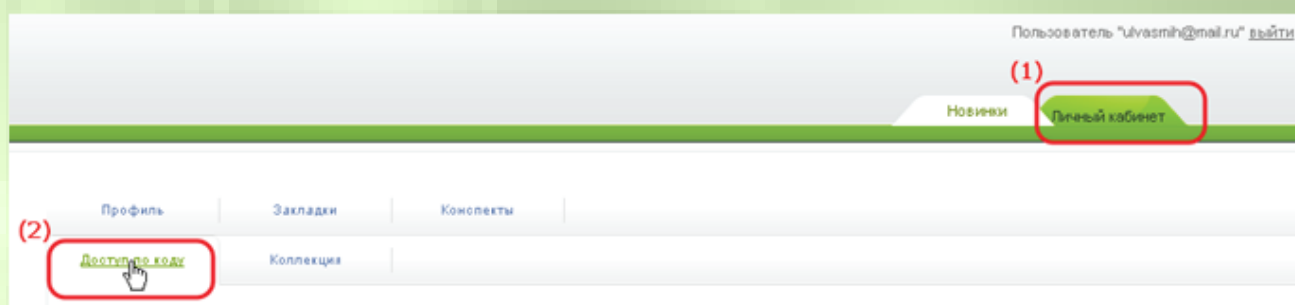 Пользователь "ulvasmih@mail.ru" выйти
(1)
Новинки Личный кабинет
Профиль Закладки Конспекты
(2)
Доступ по коду Коллекция